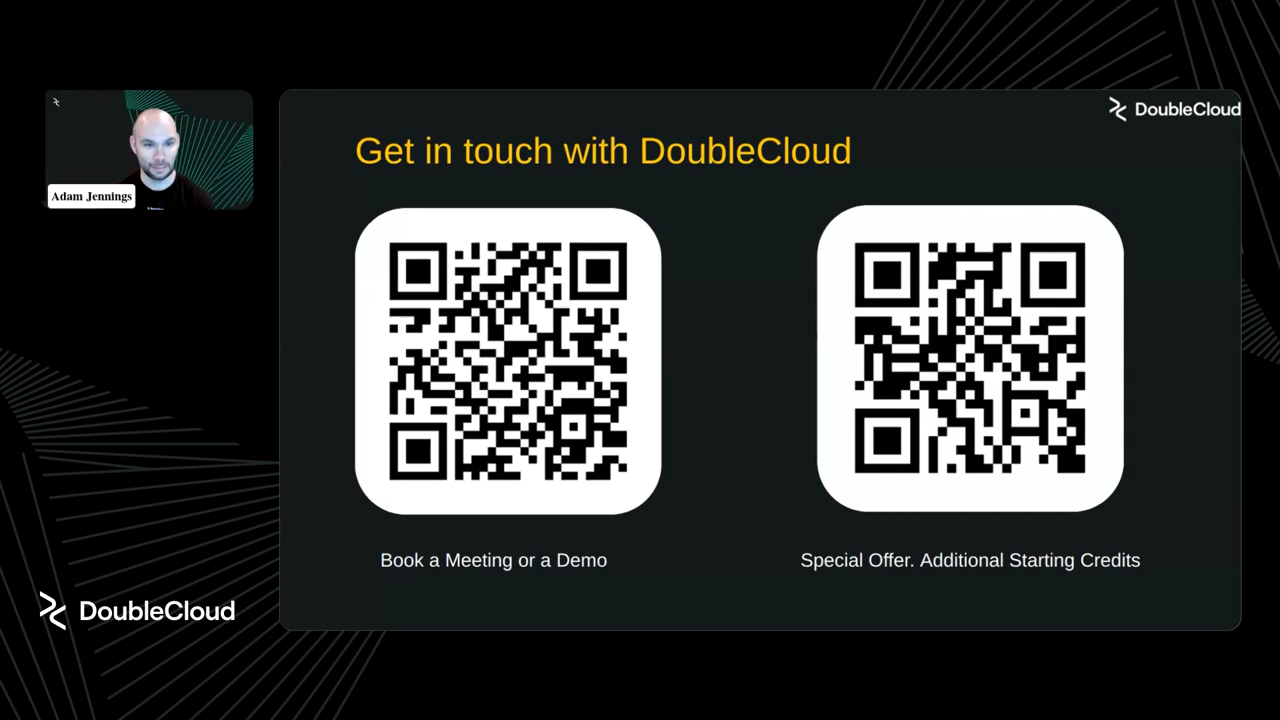 DoubleCloud
Get in touch with DoubleCloud
Adam Jennings
Book a Meeting or a Demo
Special Offer. Additional Starting Credits
DoubleCloud